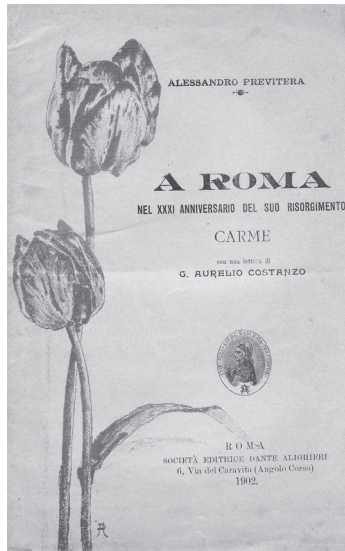 ALESSANDRO PREVITERA
A ROMA
NEL XXXI ANNIVERSARIO DEL SUO RISORGIMENTO
CARME
con una lettera di
G. AURELIO COSTANZO
ROMA
SOCIETÀ EDITRICE DANTE ALIGHIERI
6, Via del Caravita (Angolo Corso)
1902.